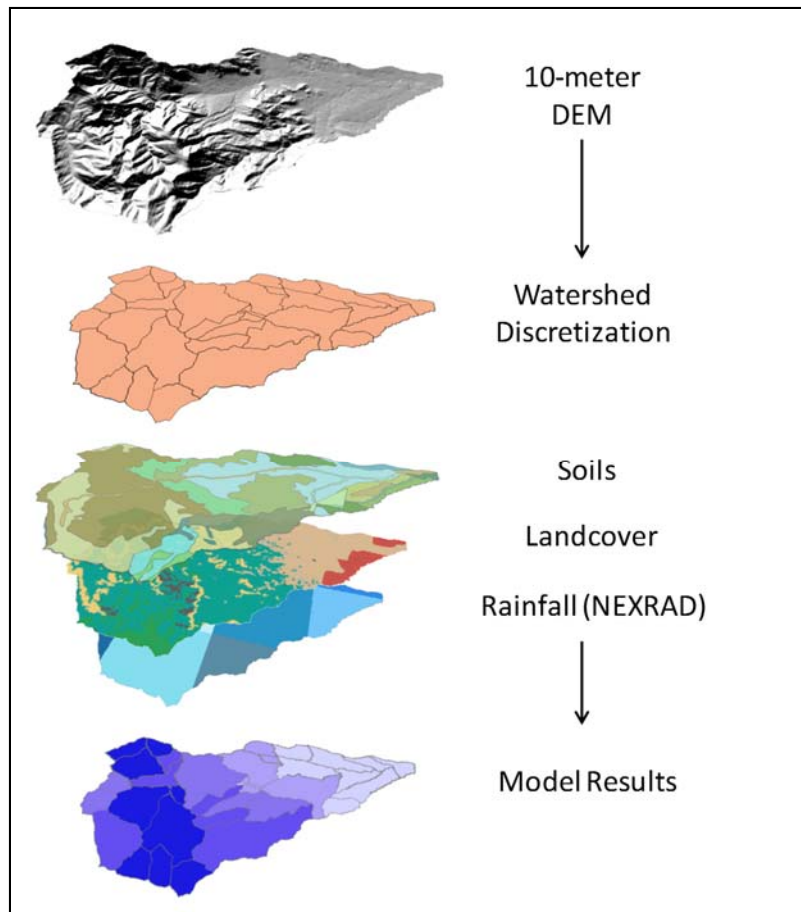 10-meter
DEM
Watershed
Discretization
Soils
Landcover
Rainfall (NEXRAD)
Model Results